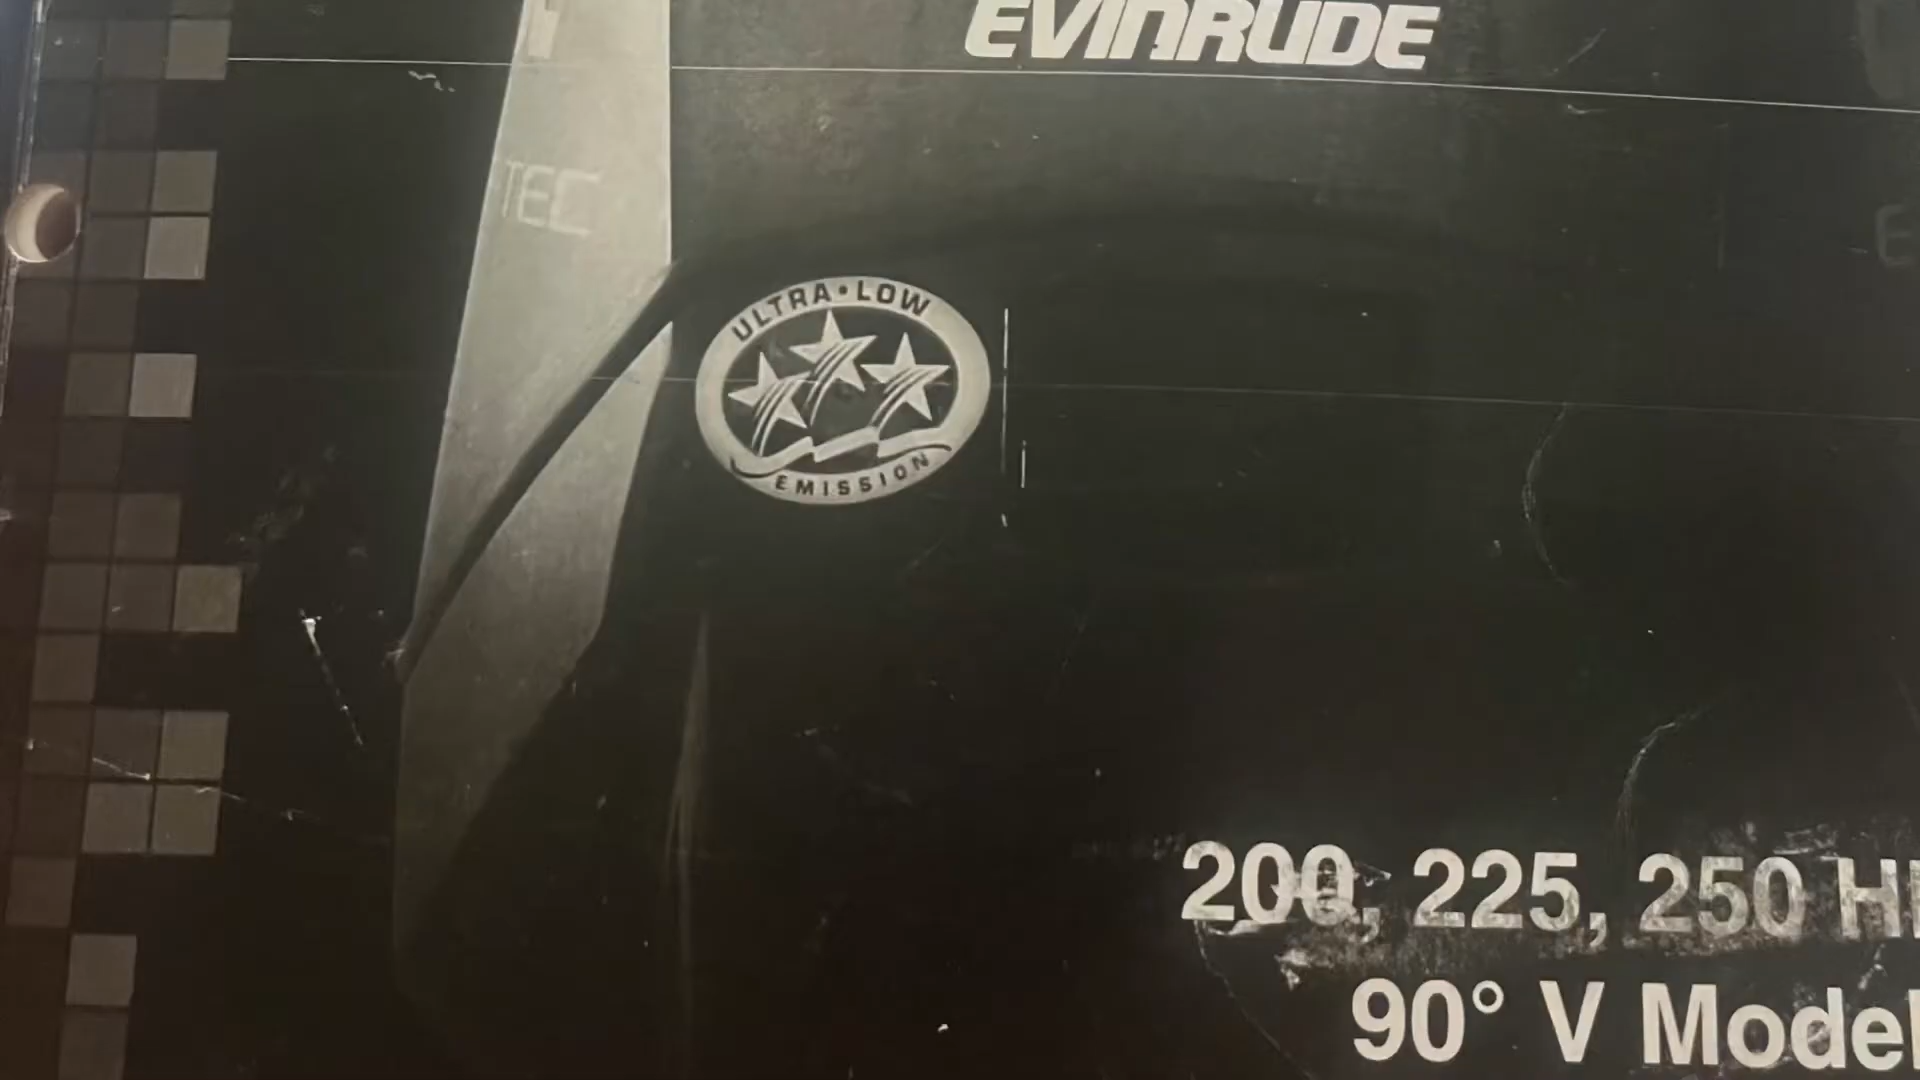 EVINRUDE
TEC
ULTRA • LOW
EMISSION
200, 225, 250
90° V